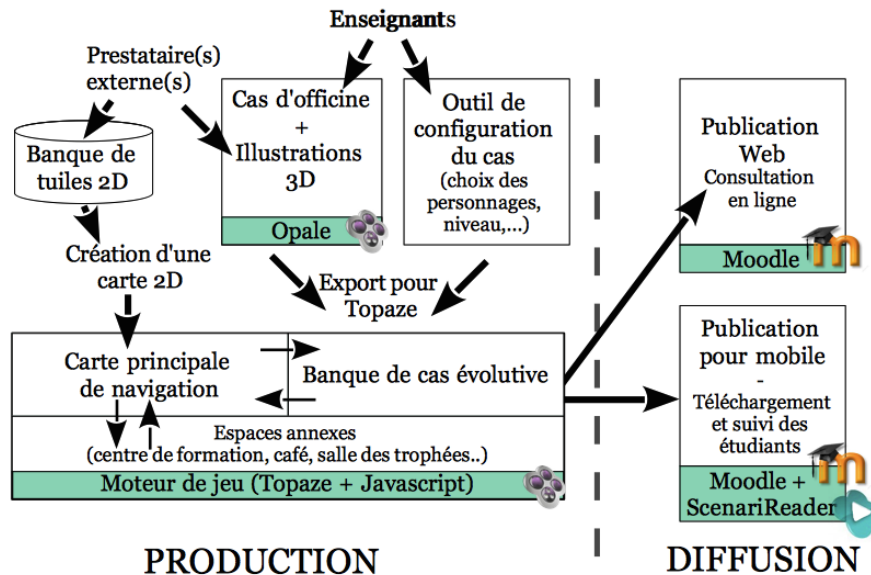 Enseignants
Prestataire(s)
externe(s)
Banque de
tuiles 2D
Création d'une
carte 2D
Cas d'officine
+
Illustrations
3D
Opale
Outil de
configuration
du cas
(choix des
personnages,
niveau,...)
Export pour
Topaze
Carte principale
de navigation
Banque de cas évolutive
Espaces annexes
(centre de formation, café, salle des trophées..)
Moteur de jeu (Topaze + Javascript)
PRODUCTION
Publication
Web
Consultation
en ligne
Moodle
m
Publication
pour mobile
-
Téléchargement
et suivi des
étudiants
m
Moodle +
ScenariReader
DIFFUSION